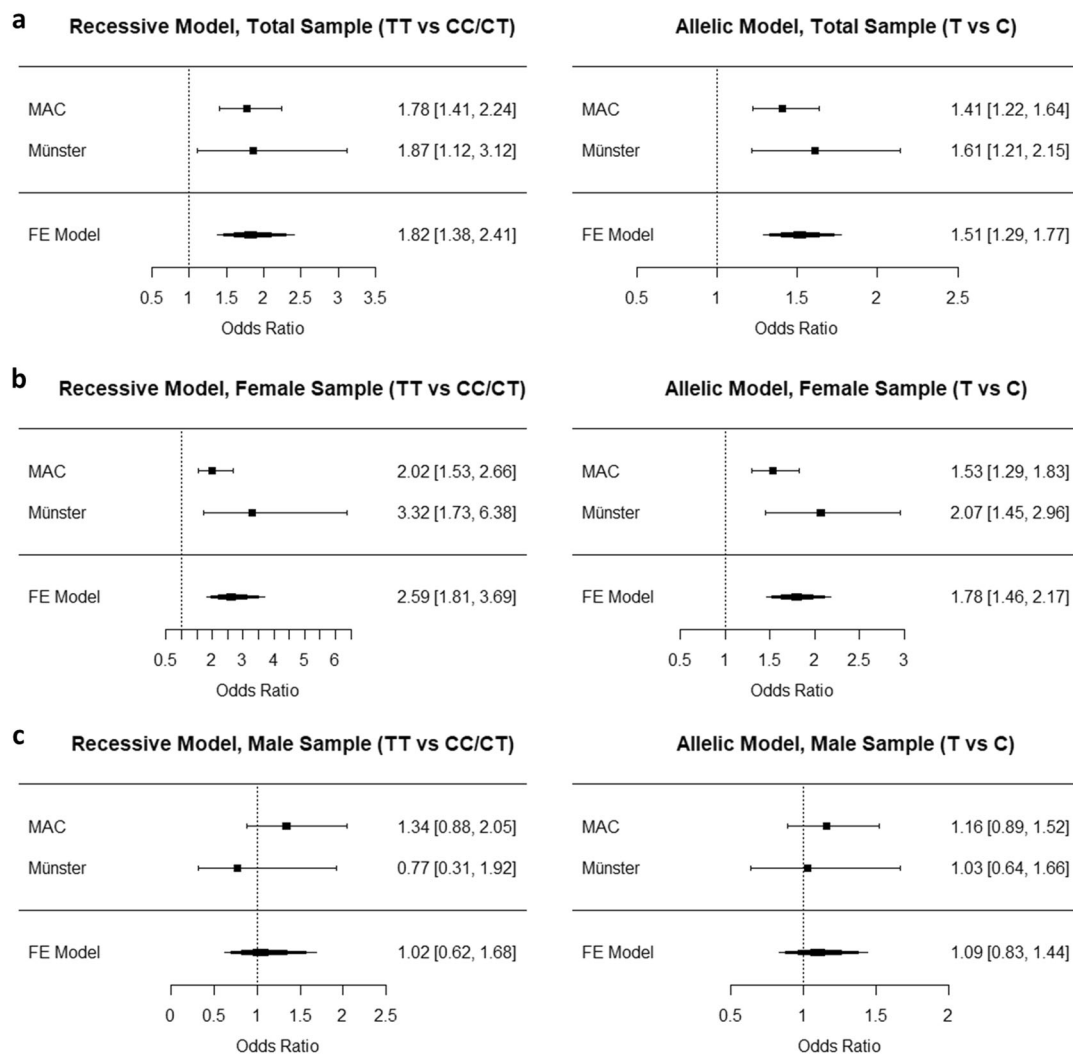 a
Recessive Model, Total Sample (TT vs CC/CT)
MAC 1.78 [1.41, 2.24]
Münster 1.87 [1.12, 3.12]
FE Model 1.82 [1.38, 2.41]
0.5 1 1.5 2 2.5 3 3.5
Odds Ratio
Allelic Model, Total Sample (T vs C)
MAC 1.41 [1.22, 1.64]
Münster 1.61 [1.21, 2.15]
FE Model 1.51 [1.29, 1.77]
0.5 1 1.5 2 2.5
Odds Ratio
b
Recessive Model, Female Sample (TT vs CC/CT)
MAC 2.02 [1.53, 2.66]
Münster 3.32 [1.73, 6.38]
FE Model 2.59 [1.81, 3.69]
0.5 2 3 4 5 6
Odds Ratio
Allelic Model, Female Sample (T vs C)
MAC 1.53 [1.29, 1.83]
Münster 2.07 [1.45, 2.96]
FE Model 1.78 [1.46, 2.17]
0.5 1 1.5 2 2.5 3
Odds Ratio
c
Recessive Model, Male Sample (TT vs CC/CT)
MAC 1.34 [0.88, 2.05]
Münster 0.77 [0.31, 1.92]
FE Model 1.02 [0.62, 1.68]
0 0.5 1 1.5 2 2.5
Odds Ratio
Allelic Model, Male Sample (T vs C)
MAC 1.16 [0.89, 1.52]
Münster 1.03 [0.64, 1.66]
FE Model 1.09 [0.83, 1.44]
0.5 1 1.5 2
Odds Ratio